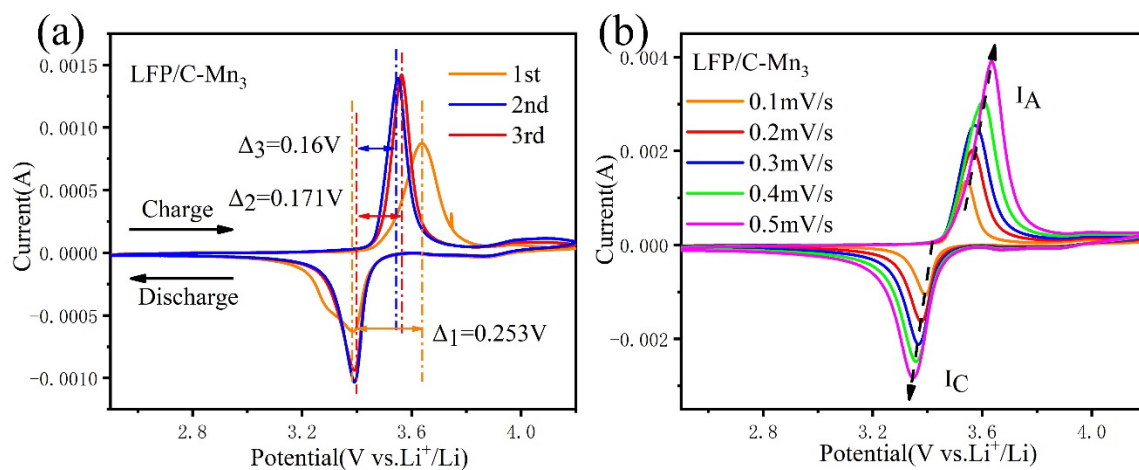 (a)
LFP/C-Mn₃
1st
2nd
3rd
Δ₃=0.16V
Δ₂=0.171V
Δ₁=0.253V
Charge
Discharge
0.0015
0.0010
0.0005
0.0000
-0.0005
-0.0010
Current(A)
2.8
3.2
3.6
4.0
Potential(V vs.Li⁺/Li)
(b)
LFP/C-Mn₃
0.1mV/s
0.2mV/s
0.3mV/s
0.4mV/s
0.5mV/s
I_A
I_C
0.004
0.002
0.000
-0.002
Current(A)
2.8
3.2
3.6
4.0
Potential(V vs.Li⁺/Li)